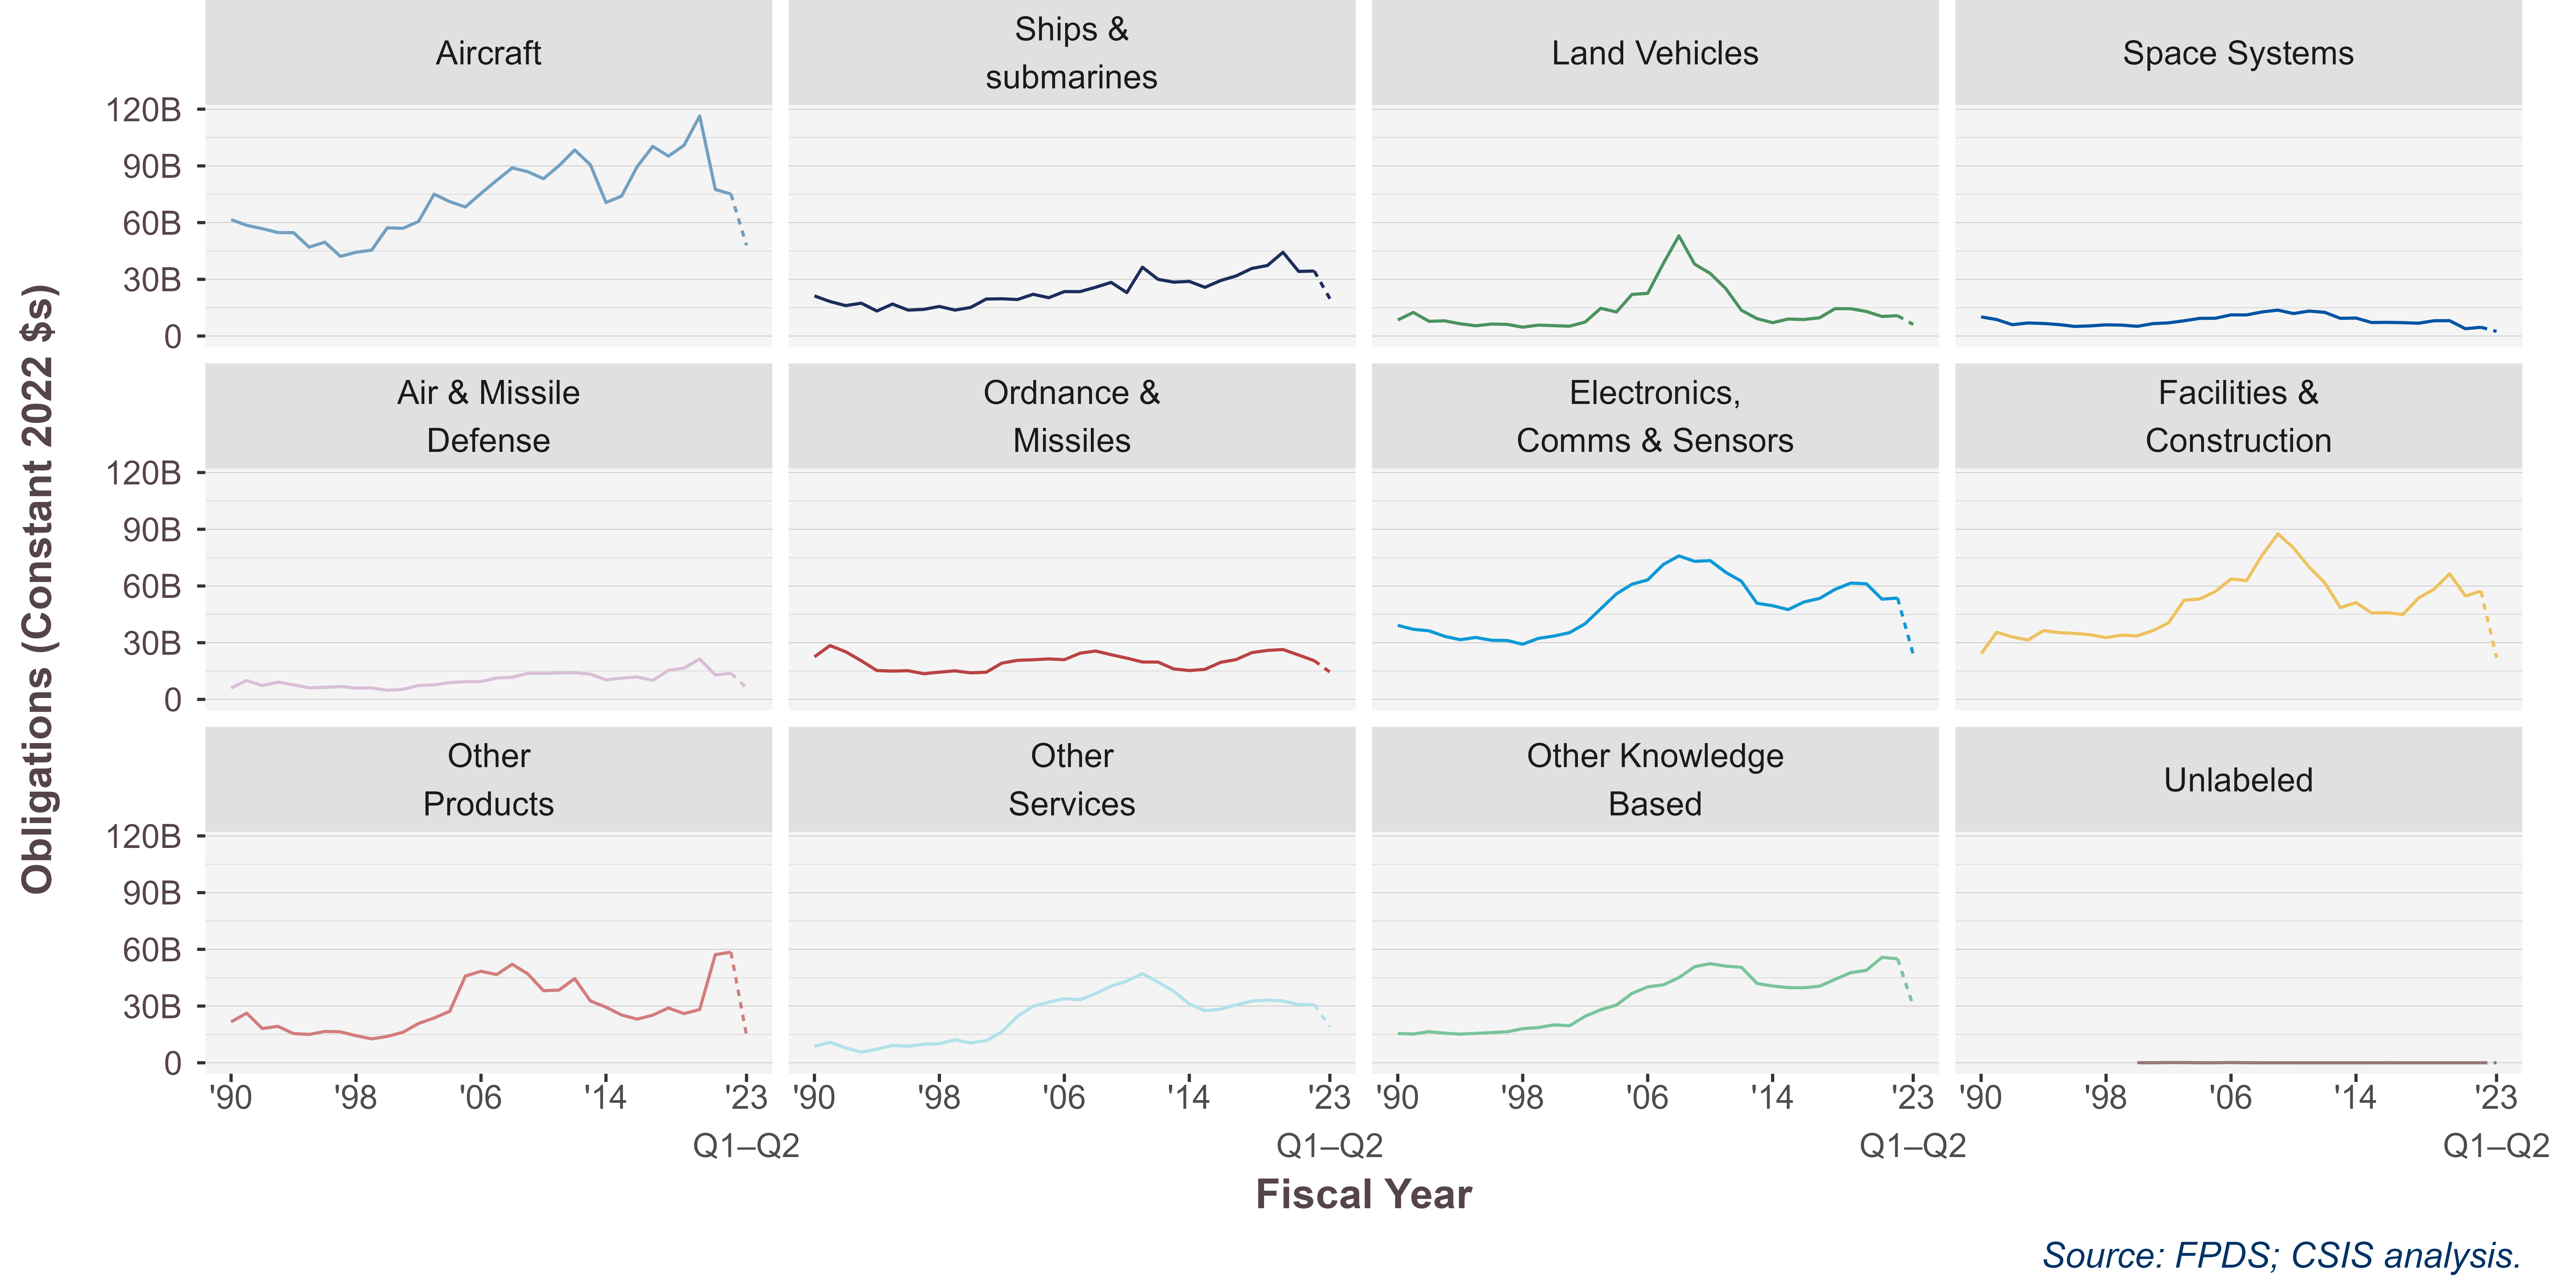 Aircraft
Ships &
submarines
Land Vehicles
Space Systems
120B
90B
60B
30B
0
Air & Missile
Defense
Ordnance &
Missiles
Electronics,
Comms & Sensors
Facilities &
Construction
120B
90B
60B
30B
0
Other
Products
Other
Services
Other Knowledge
Based
Unlabeled
120B
90B
60B
30B
0
'90 '98 '06 '14 '23
Q1–Q2
'90 '98 '06 '14 '23
Q1–Q2
'90 '98 '06 '14 '23
Q1–Q2
'90 '98 '06 '14 '23
Q1–Q2
Obligations (Constant 2022 $s)
Fiscal Year
Source: FPDS; CSIS analysis.